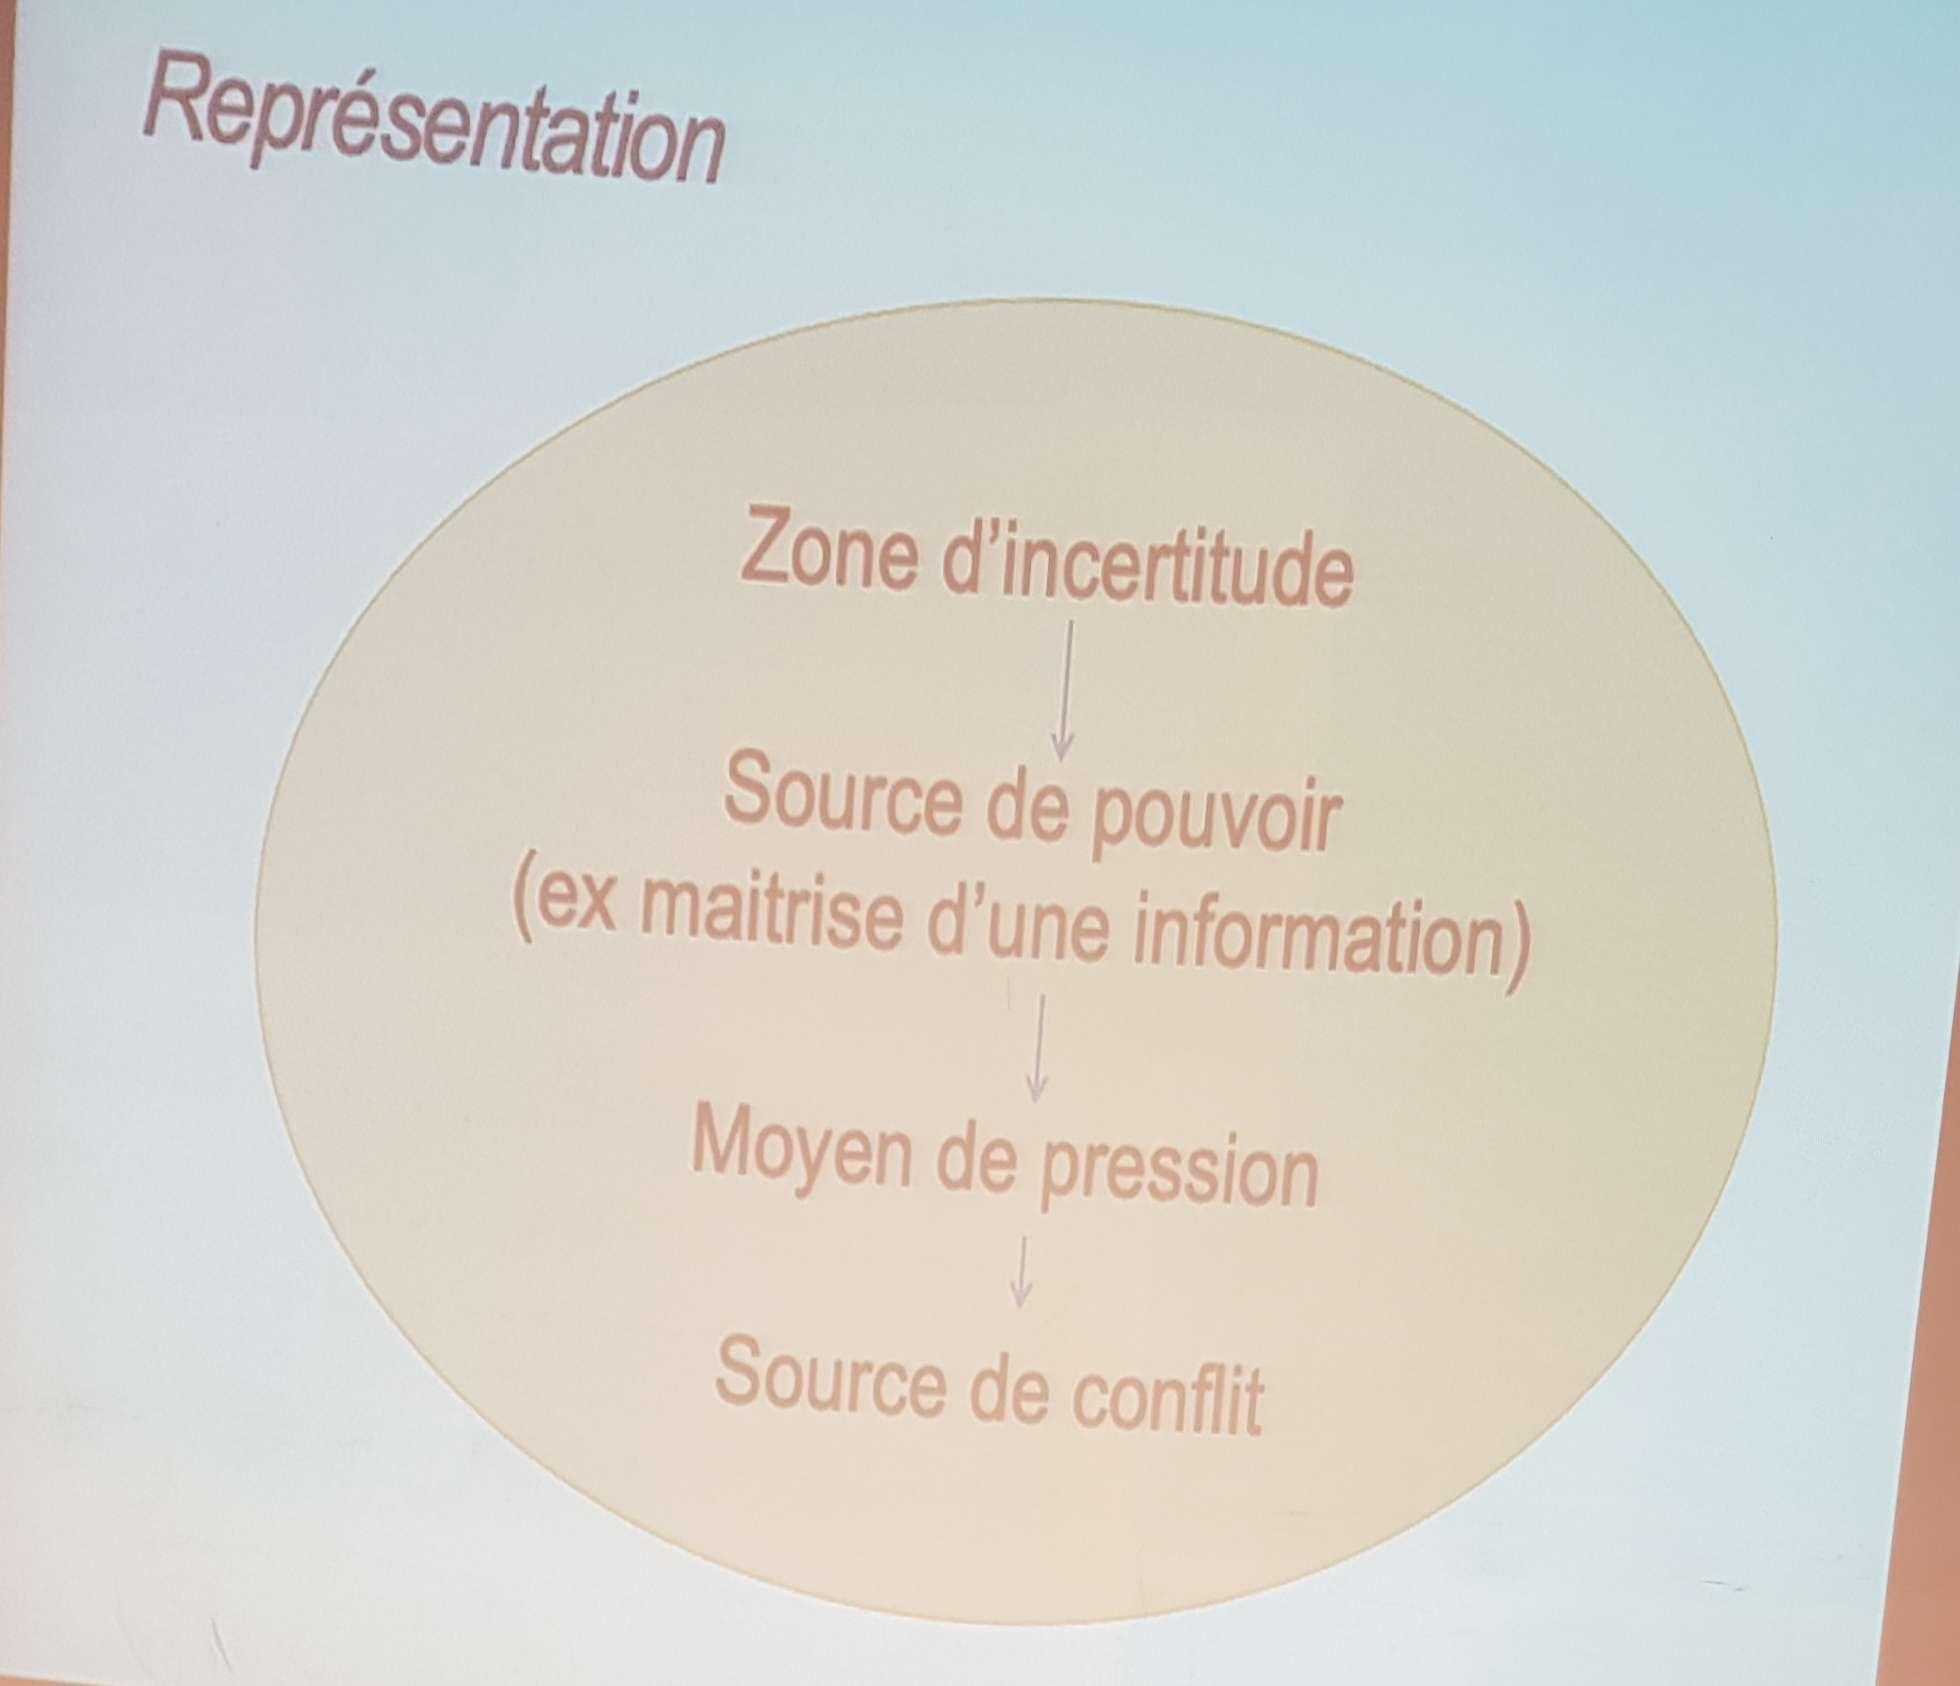 Représentation
Zone d'incertitude
Source de pouvoir
(ex maitrise d'une information)
Moyen de pression
Source de conflit